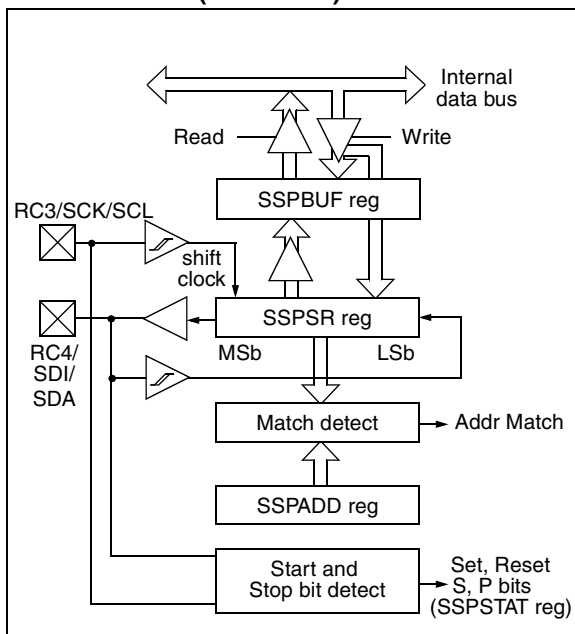 Internal
data bus
Read
Write
SSPBUF reg
RC3/SCK/SCL
shift
clock
SSPSR reg
MSb
LSb
RC4/
SDI/
SDA
Match detect
Addr Match
SSPADD reg
Start and
Stop bit detect
Set, Reset
S, P bits
(SSPSTAT reg)